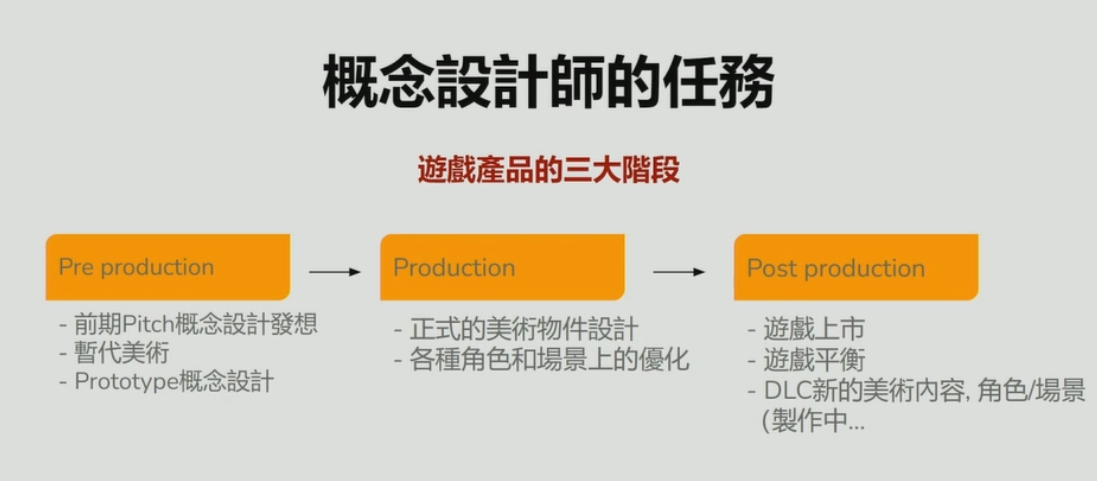 概念設計師的任務
遊戲產品的三大階段
Pre production
- 前期Pitch概念設計發想
- 暫代美術
- Prototype概念設計
Production
- 正式的美術物件設計
- 各種角色和場景上的優化
Post production
- 遊戲上市
- 遊戲平衡
- DLC新的美術內容, 角色/場景
(製作中...